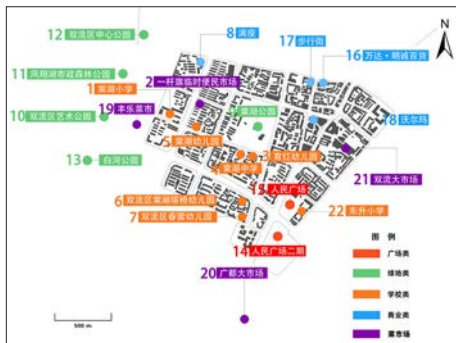 12 双流区中心公园
8 满座
N
17 步行街
16 万达·明诚百货
11 凤翔湖市政森林公园
2 一杆旗临时便民市场
1 棠湖小学
19 丰乐菜市
棠湖公园
10 双流区艺术公园
18 沃尔玛
5 棠湖幼儿园
3 育红幼儿园
13 白河公园
4 棠湖中学
21 双流大市场
15 人民广场
6 双流区棠湖瑞桥幼儿园
22 东升小学
7 双流区春蕾幼儿园
14 人民广场二期
图 例
广场类
20 广都大市场
绿地类
学校类
商业类
500 m
菜市场